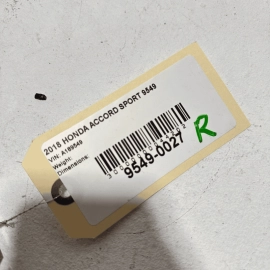 2018 HONDA ACCORD SPORT 9549
VIN: A189549
Weight:
Dimensions:
9549-0027
R